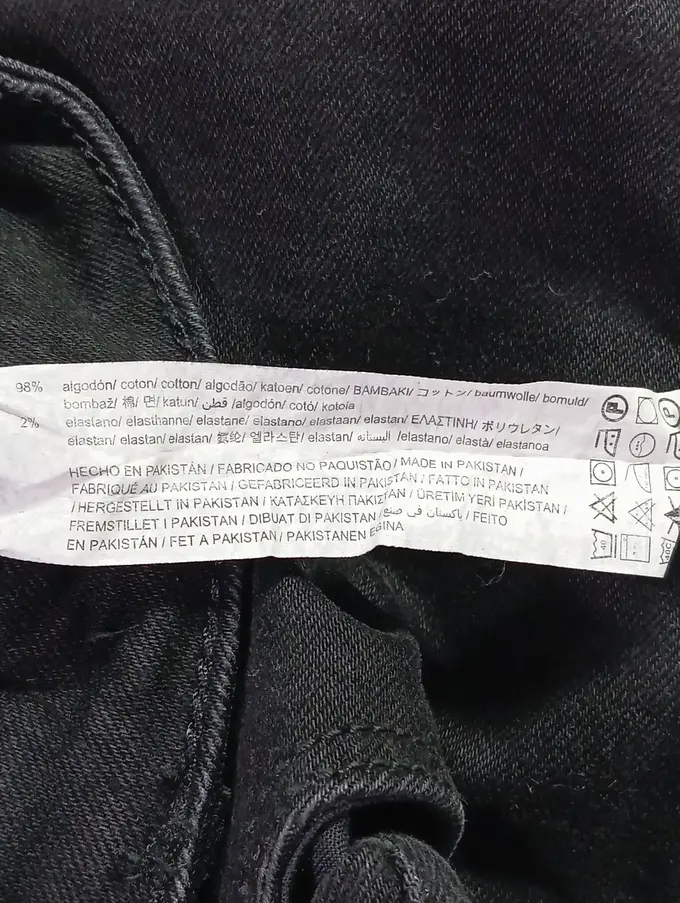 98% algodón/ coton/ cotton/ algodão/ katoen/ cotone/ BAMBAKI/ コットン/ baumwolle/ bomuld/
bombaž/ 棉/ 면/ katun/ قطن /algodón/ cotó/ kotoia
2% elastano/ elasthanne/ elastane/ elastano/ elastaan/ elastan/ ΕΛΑΣΤΙΝΗ/ ポリウレタン/
elastan/ elastan/ elastan/ 氨纶/ 엘라스탄/ elastan/ /elastano/ elastà/ elastanoa
HECHO EN PAKISTÁN / FABRICADO NO PAQUISTÃO / MADE IN PAKISTAN /
FABRIQUÉ AU PAKISTAN / GEFABRICEERD IN PAKISTAN / FATTO IN PAKISTAN
/ HERGESTELLT IN PAKISTAN / ΚΑΤΑΣΚΕΥΗ ΠΑΚΙΣΤΑΝ / ÜRETİM YERİ PAKİSTAN /
FREMSTILLET I PAKISTAN / DIBUAT DI PAKISTAN / باكستان في صنع/ FEITO
EN PAKISTÁN / FET A PAKISTAN / PAKISTANEN EGINA